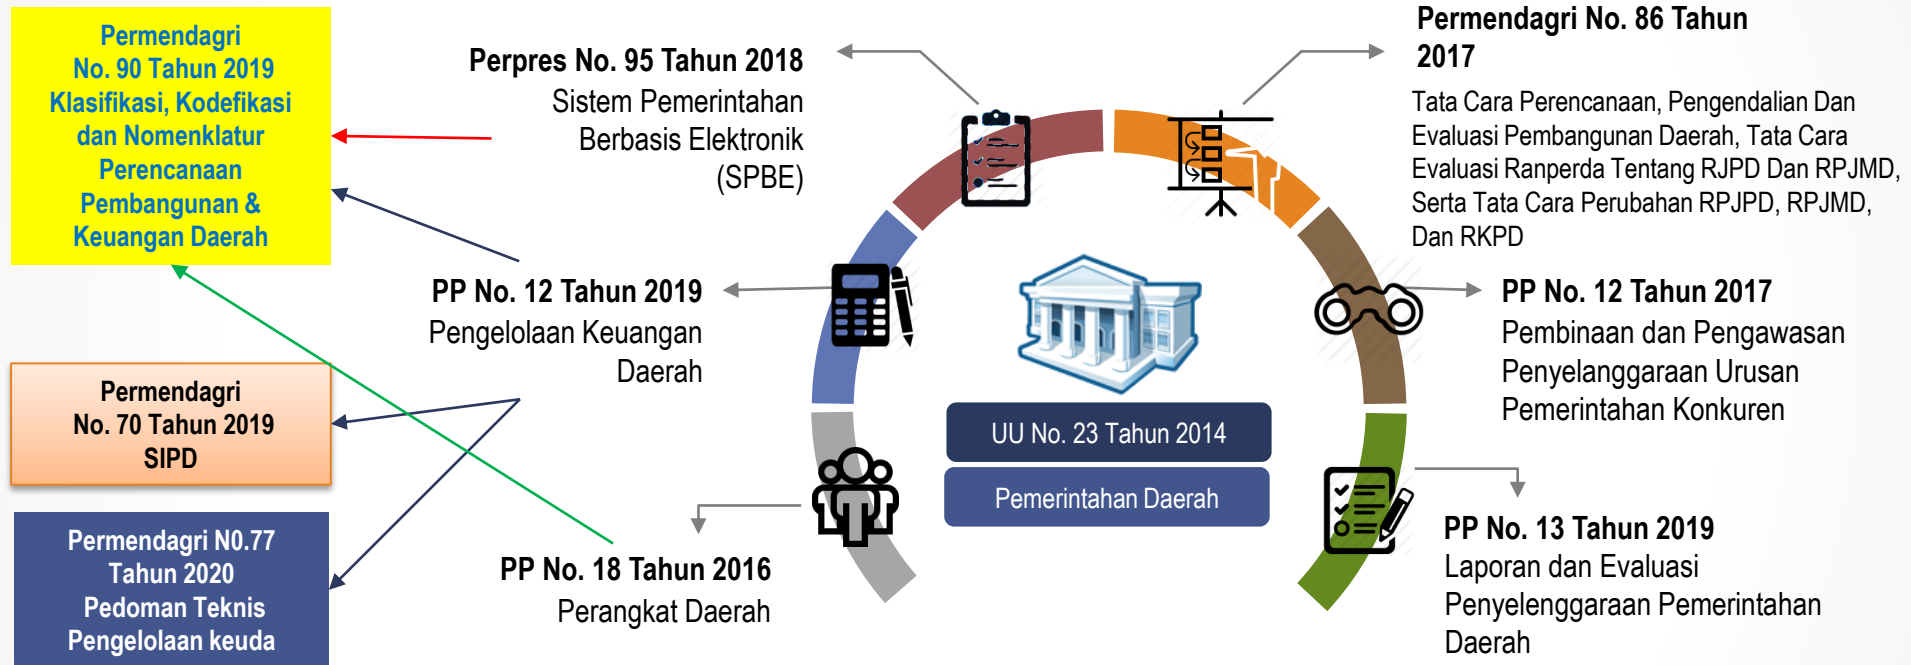 Permendagri
No. 90 Tahun 2019
Klasifikasi, Kodefikasi
dan Nomenklatur
Perencanaan
Pembangunan &
Keuangan Daerah
Permendagri
No. 70 Tahun 2019
SIPD
Permendagri N0.77
Tahun 2020
Pedoman Teknis
Pengelolaan keuda
Perpres No. 95 Tahun 2018
Sistem Pemerintahan
Berbasis Elektronik
(SPBE)
PP No. 12 Tahun 2019
Pengelolaan Keuangan
Daerah
PP No. 18 Tahun 2016
Perangkat Daerah
UU No. 23 Tahun 2014
Pemerintahan Daerah
Permendagri No. 86 Tahun
2017
Tata Cara Perencanaan, Pengendalian Dan
Evaluasi Pembangunan Daerah, Tata Cara
Evaluasi Ranperda Tentang RJPD Dan RPJMD,
Serta Tata Cara Perubahan RPJPD, RPJMD,
Dan RKPD
PP No. 12 Tahun 2017
Pembinaan dan Pengawasan
Penyelanggaraan Urusan
Pemerintahan Konkuren
PP No. 13 Tahun 2019
Laporan dan Evaluasi
Penyelenggaraan Pemerintahan
Daerah